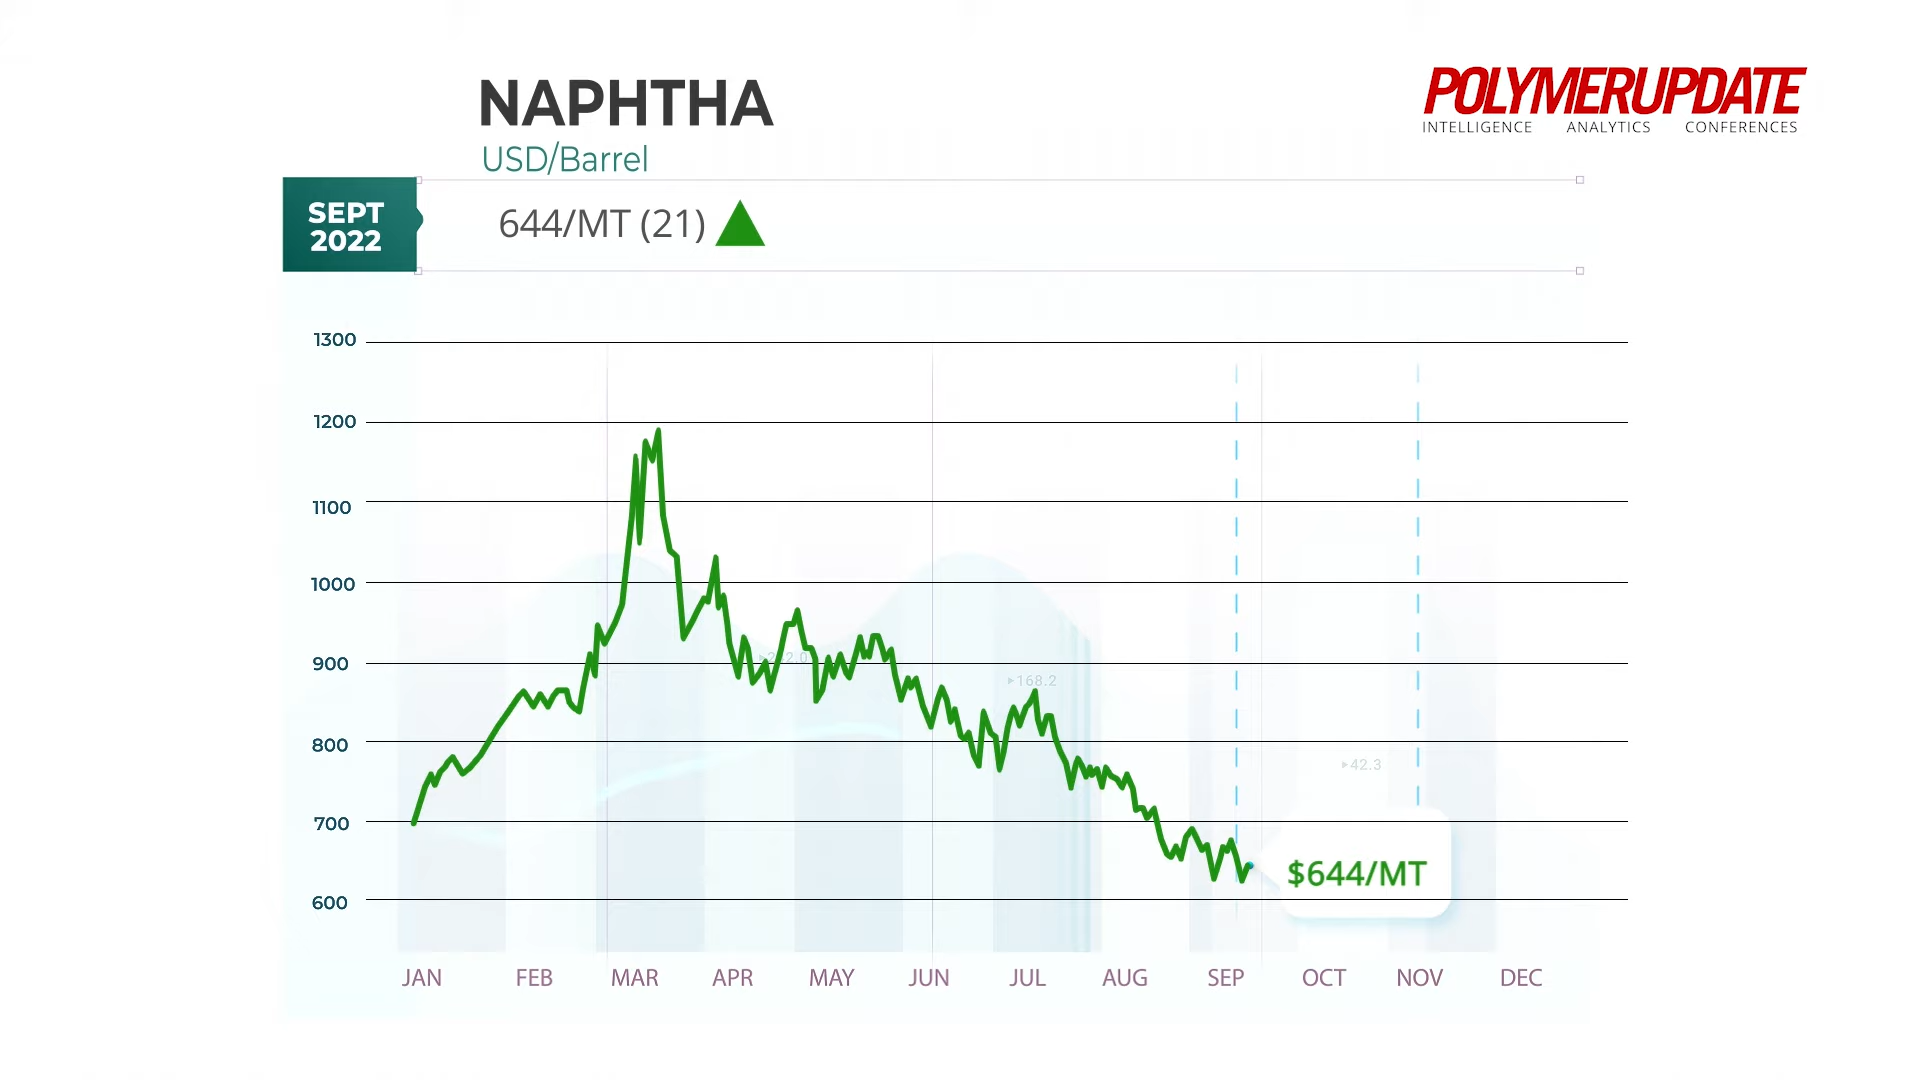 NAPHTHA
USD/Barrel
POLYMERUPDATE
INTELLIGENCE ANALYTICS CONFERENCES
SEPT
2022
644/MT (21)
1300
1200
1100
1000
900
800
700
600
▸168.2
▸42.3
$644/MT
JAN FEB MAR APR MAY JUN JUL AUG SEP OCT NOV DEC